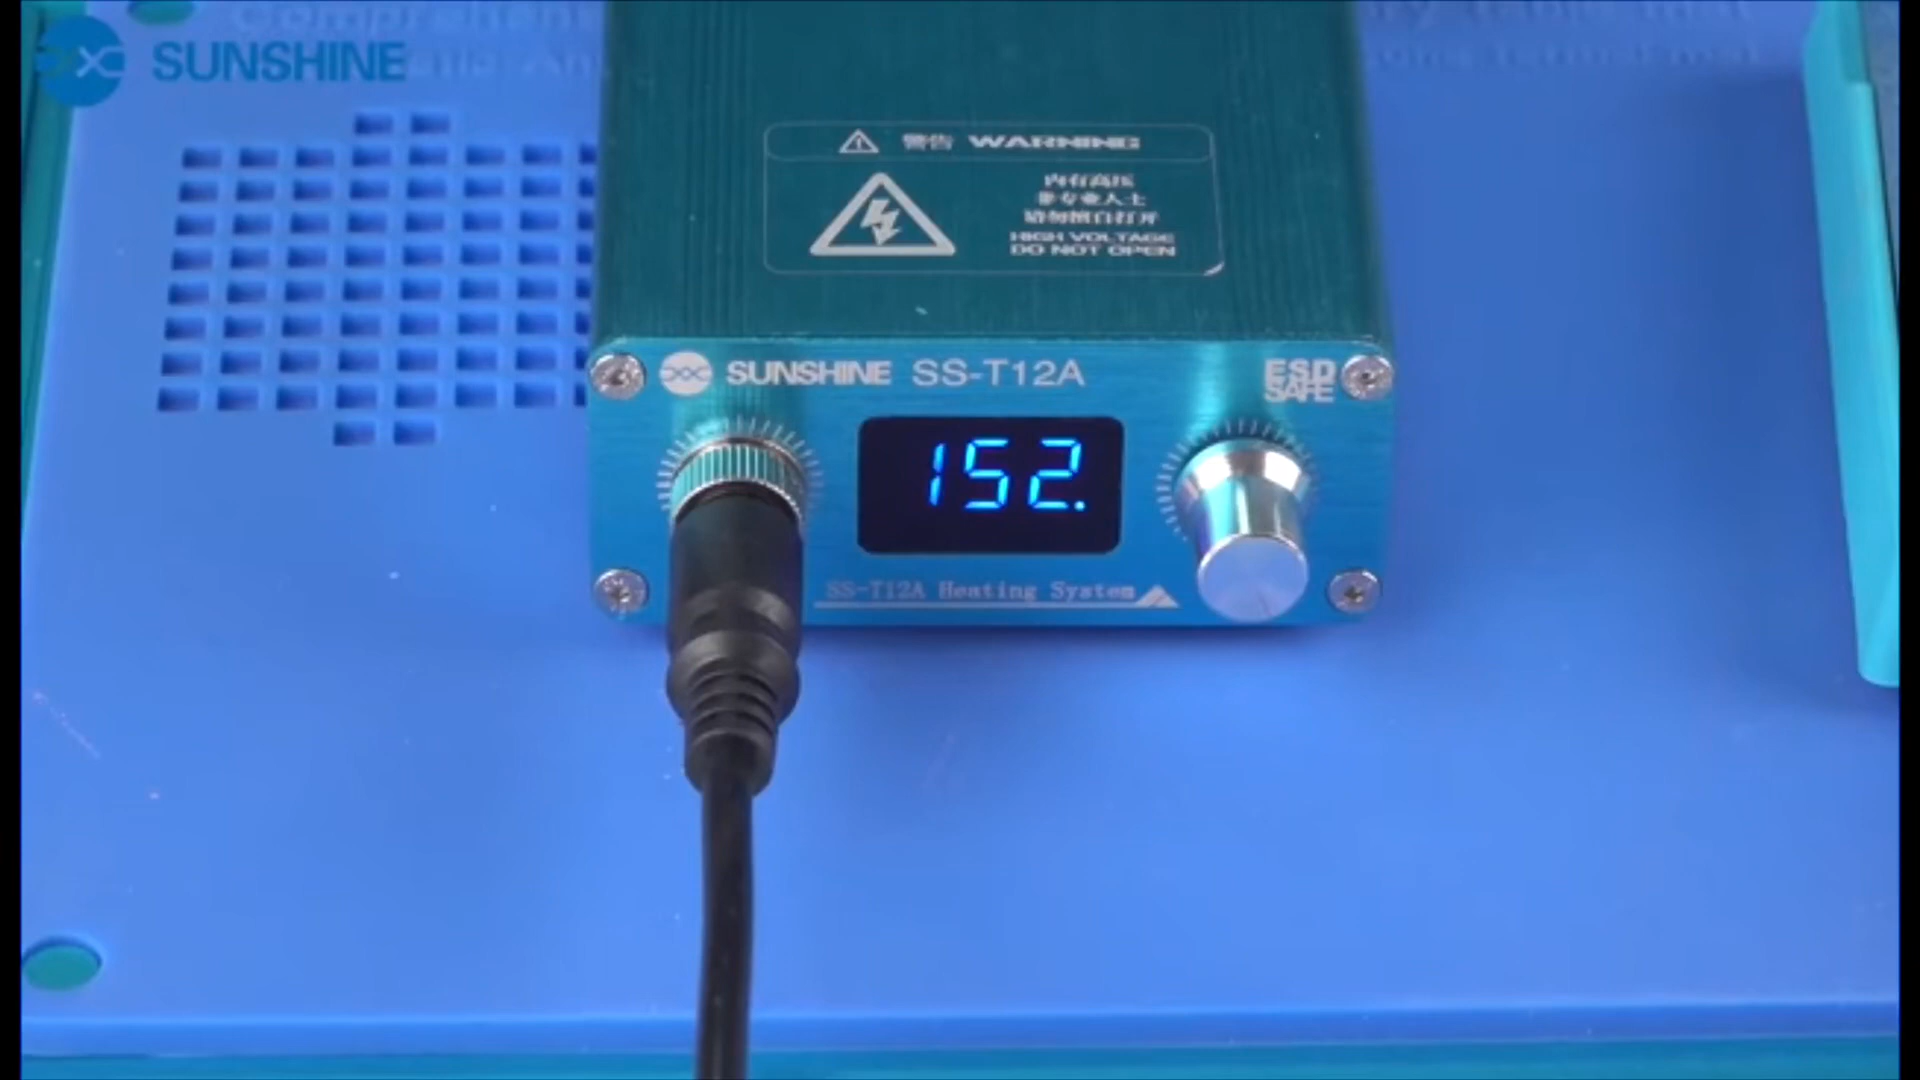 SUNSHINE
警告 WARNING
内有高压
非专业人士
请勿擅自打开
HIGH VOLTAGE
DO NOT OPEN
SUNSHINE SS-T12A
ESD
SAFE
152.
SS-T12A Heating System